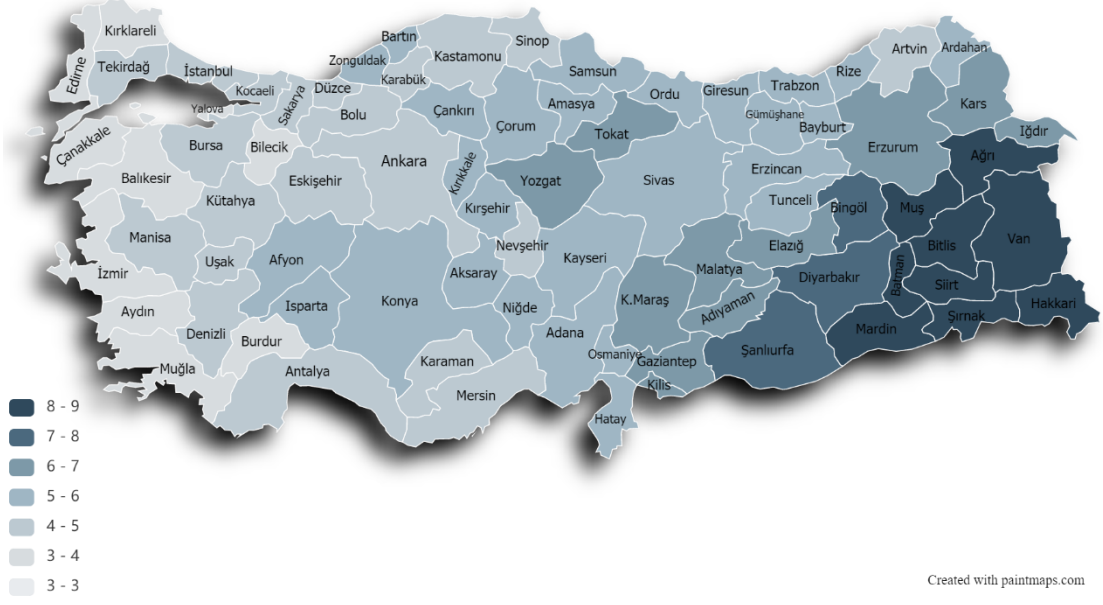 Kırklareli
Edirne
Tekirdağ
İstanbul
Kocaeli
Yalova
Sakarya
Düzce
Zonguldak
Bartın
Karabük
Kastamonu
Sinop
Samsun
Ordu
Giresun
Trabzon
Rize
Artvin
Ardahan
Çanakkale
Bursa
Bilecik
Bolu
Çankırı
Çorum
Amasya
Tokat
Gümüşhane
Bayburt
Erzurum
Kars
Iğdır
Ağrı
Balıkesir
Kütahya
Eskişehir
Ankara
Kırıkkale
Yozgat
Sivas
Erzincan
Tunceli
Bingöl
Muş
Manisa
Uşak
Afyon
Kırşehir
Nevşehir
Kayseri
Malatya
Elazığ
Diyarbakır
Batman
Bitlis
Van
Siirt
İzmir
Aydın
Denizli
Isparta
Konya
Aksaray
Niğde
Adana
K.Maraş
Adıyaman
Mardin
Şırnak
Hakkari
Muğla
Burdur
Antalya
Karaman
Mersin
Osmaniye
Gaziantep
Kilis
Şanlıurfa
Hatay
8 - 9
7 - 8
6 - 7
5 - 6
4 - 5
3 - 4
3 - 3
Created with paintmaps.com